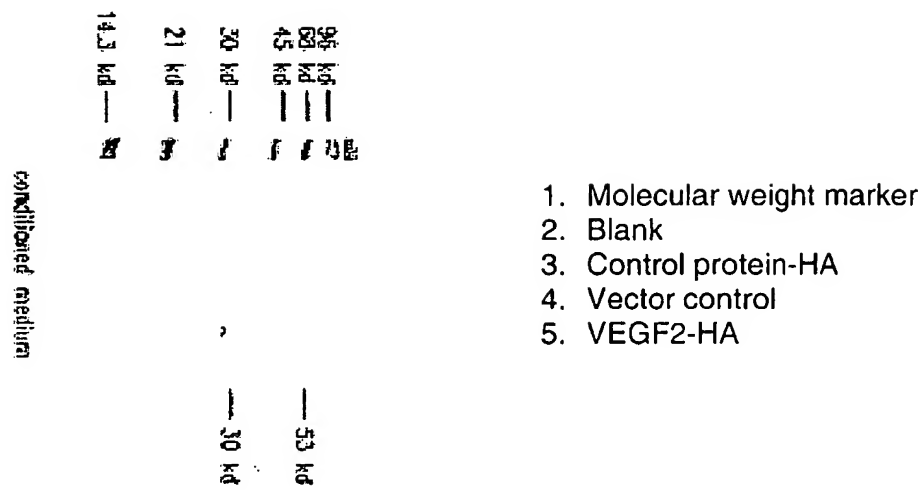 14.3 kd
21 kd
30 kd
45 kd
68 kd
96 kd
conditioned medium
30 kd
53 kd
1. Molecular weight marker
2. Blank
3. Control protein-HA
4. Vector control
5. VEGF2-HA